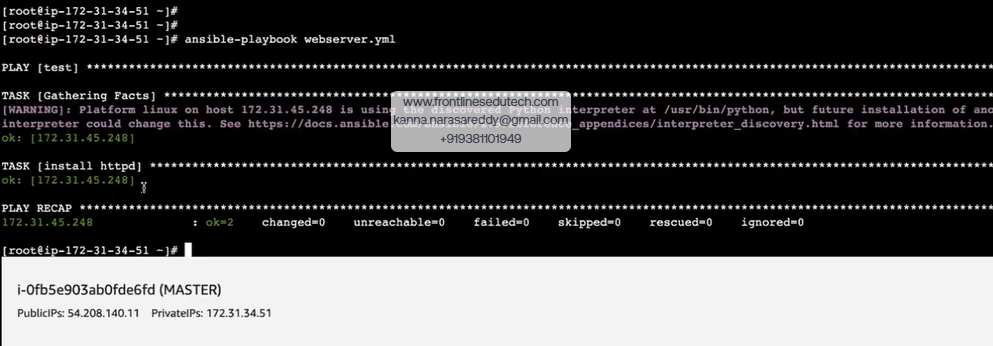 [root@ip-172-31-34-51 ~]#
[root@ip-172-31-34-51 ~]#
[root@ip-172-31-34-51 ~]# ansible-playbook webserver.yml
PLAY [test] *********************************************************************
TASK [Gathering Facts] *********************************************************************
[WARNING]: Platform linux on host 172.31.45.248 is using the discovered Python interpreter at /usr/bin/python, but future installation of
interpreter could change this. See https://docs.ansible.com/ appendices/interpreter_discovery.html for more information.
www.frontlinesedutech.com
kanna.narasareddy@gmail.com
+919381101949
ok: [172.31.45.248]
TASK [install httpd] *********************************************************************
ok: [172.31.45.248]
PLAY RECAP *********************************************************************
172.31.45.248 : ok=2 changed=0 unreachable=0 failed=0 skipped=0 rescued=0 ignored=0
[root@ip-172-31-34-51 ~]#
i-0fb5e903ab0fde6fd (MASTER)
PublicIPs: 54.208.140.11 PrivateIPs: 172.31.34.51